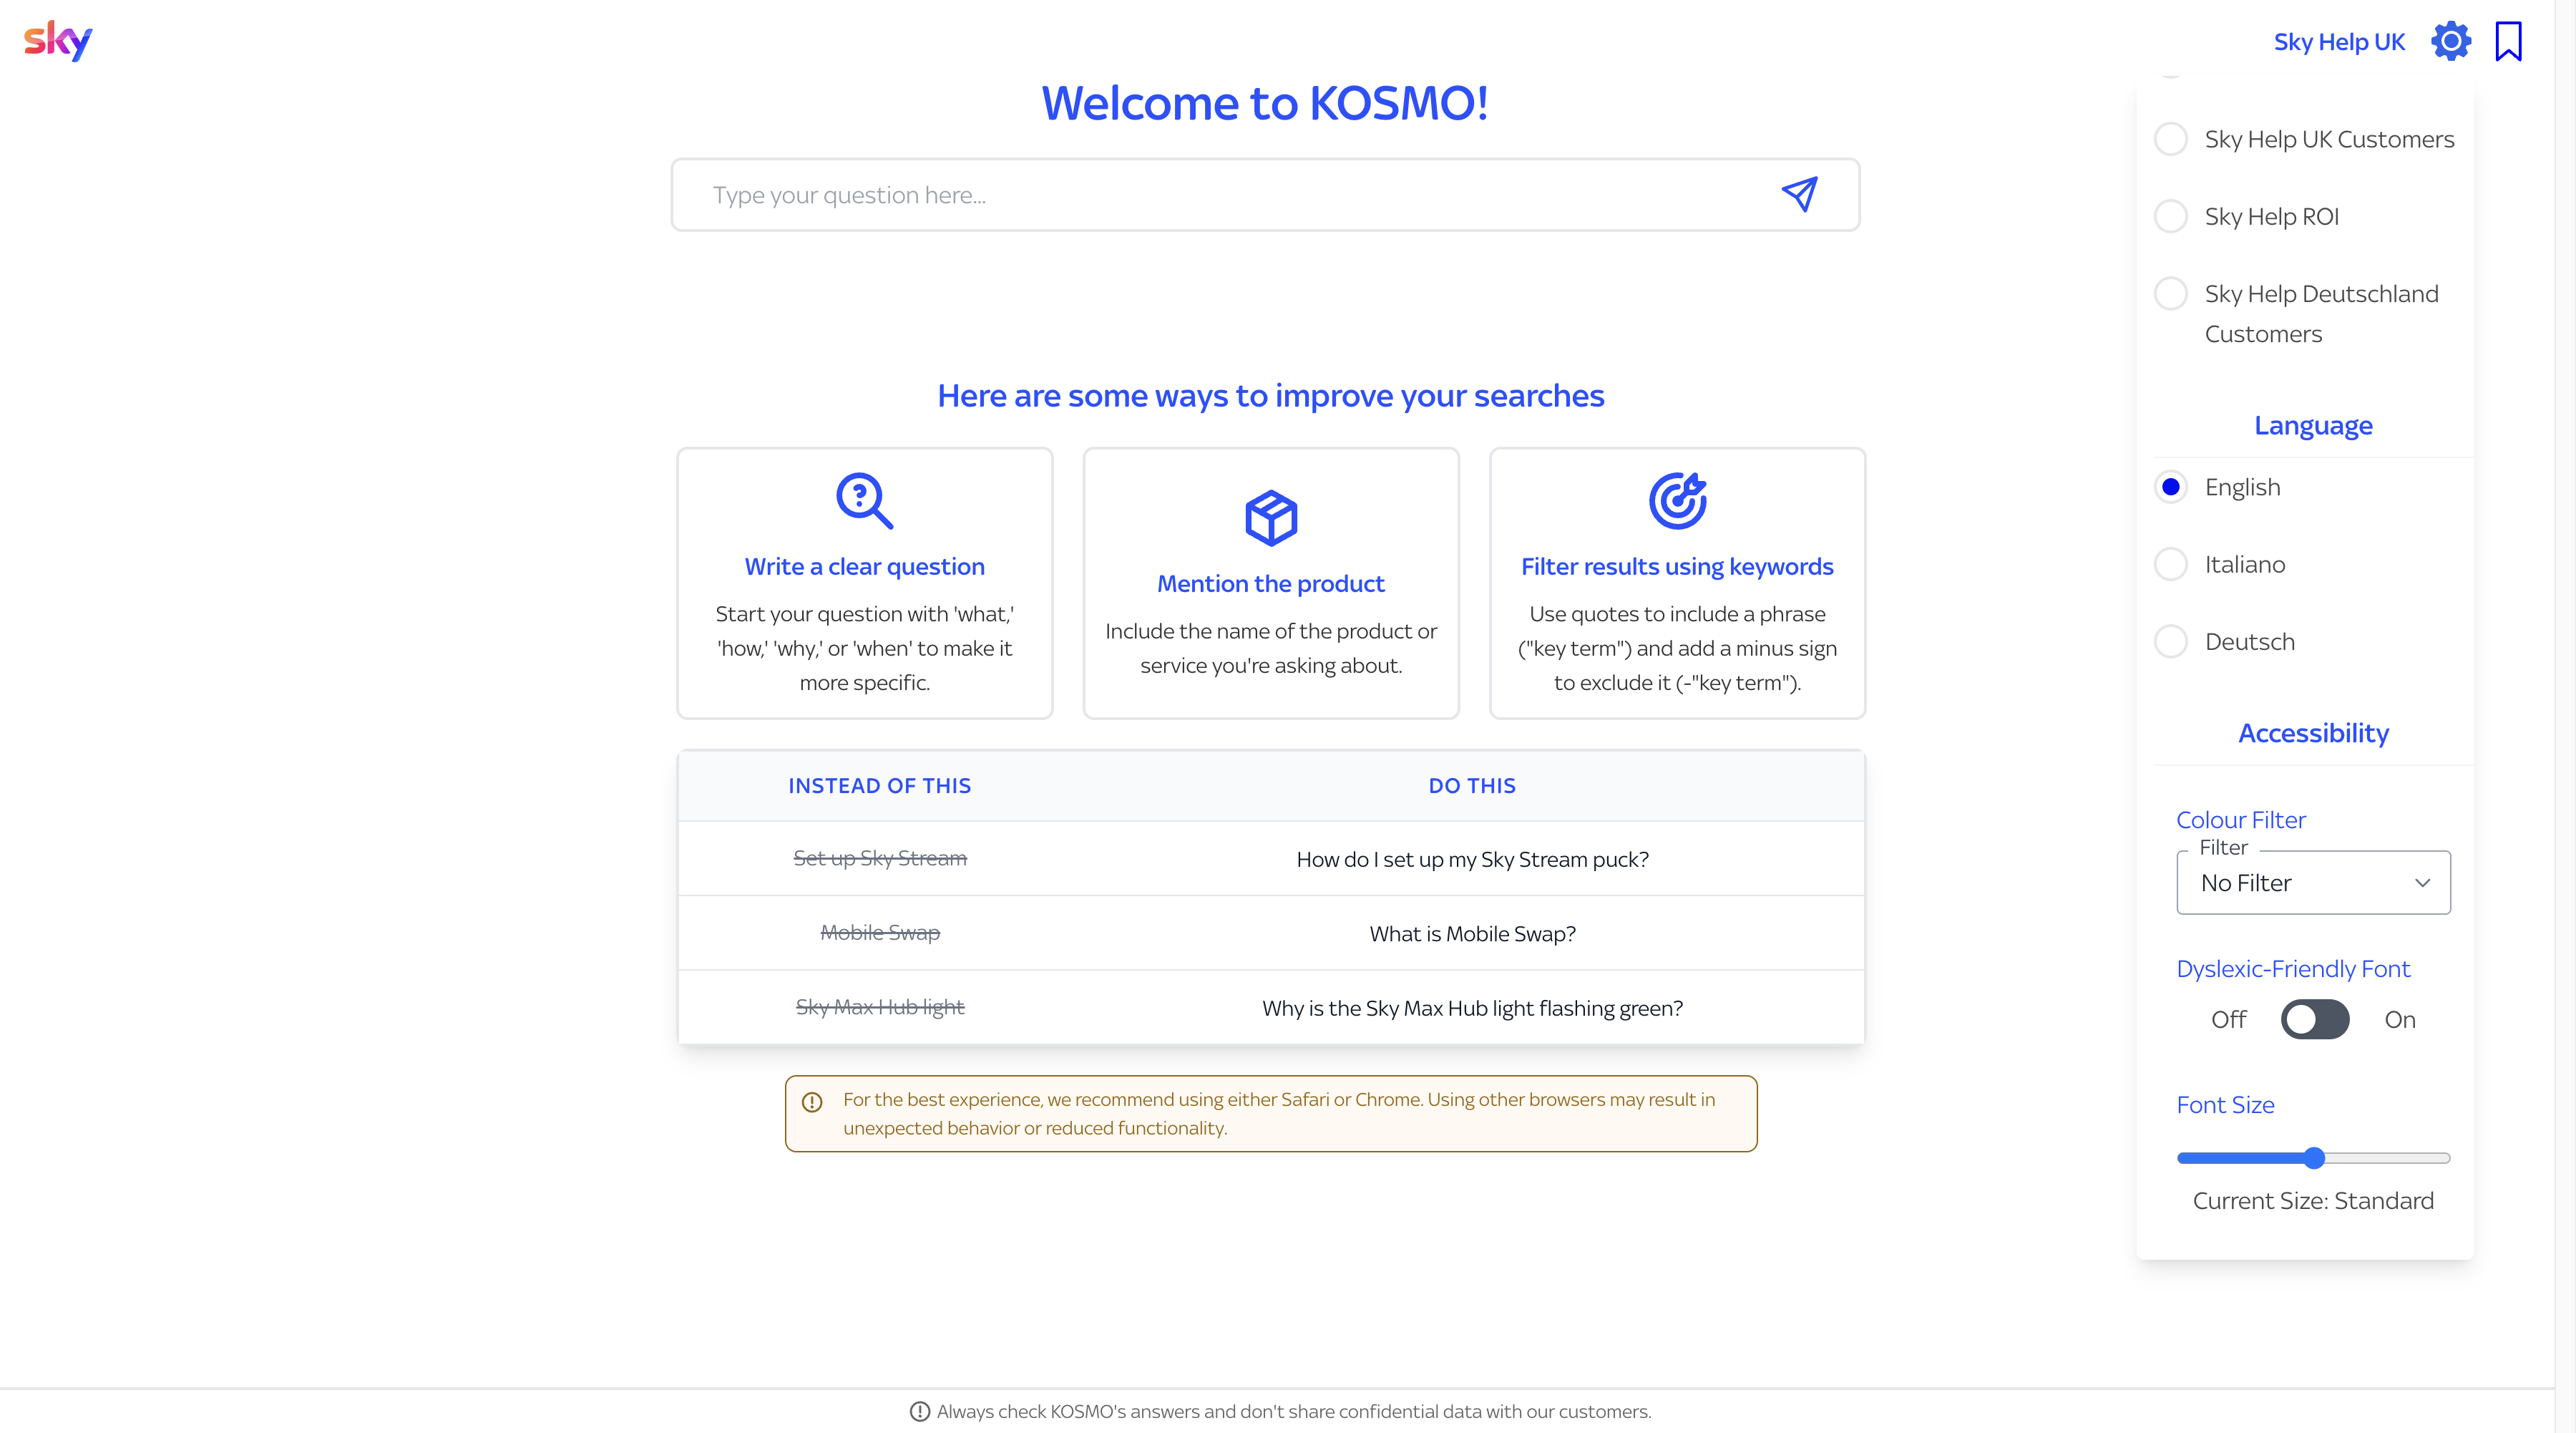 sky
Sky Help UK
Welcome to KOSMO!
Type your question here...
Here are some ways to improve your searches
Write a clear question
Start your question with 'what,'
'how,' 'why,' or 'when' to make it
more specific.
Mention the product
Include the name of the product or
service you're asking about.
Filter results using keywords
Use quotes to include a phrase
("key term") and add a minus sign
to exclude it (-"key term").
INSTEAD OF THIS
DO THIS
Set up Sky Stream
How do I set up my Sky Stream puck?
Mobile Swap
What is Mobile Swap?
Sky Max Hub light
Why is the Sky Max Hub light flashing green?
For the best experience, we recommend using either Safari or Chrome. Using other browsers may result in
unexpected behavior or reduced functionality.
Sky Help UK Customers
Sky Help ROI
Sky Help Deutschland
Customers
Language
English
Italiano
Deutsch
Accessibility
Colour Filter
Filter
No Filter
Dyslexic-Friendly Font
Off
On
Font Size
Current Size: Standard
Always check KOSMO's answers and don't share confidential data with our customers.